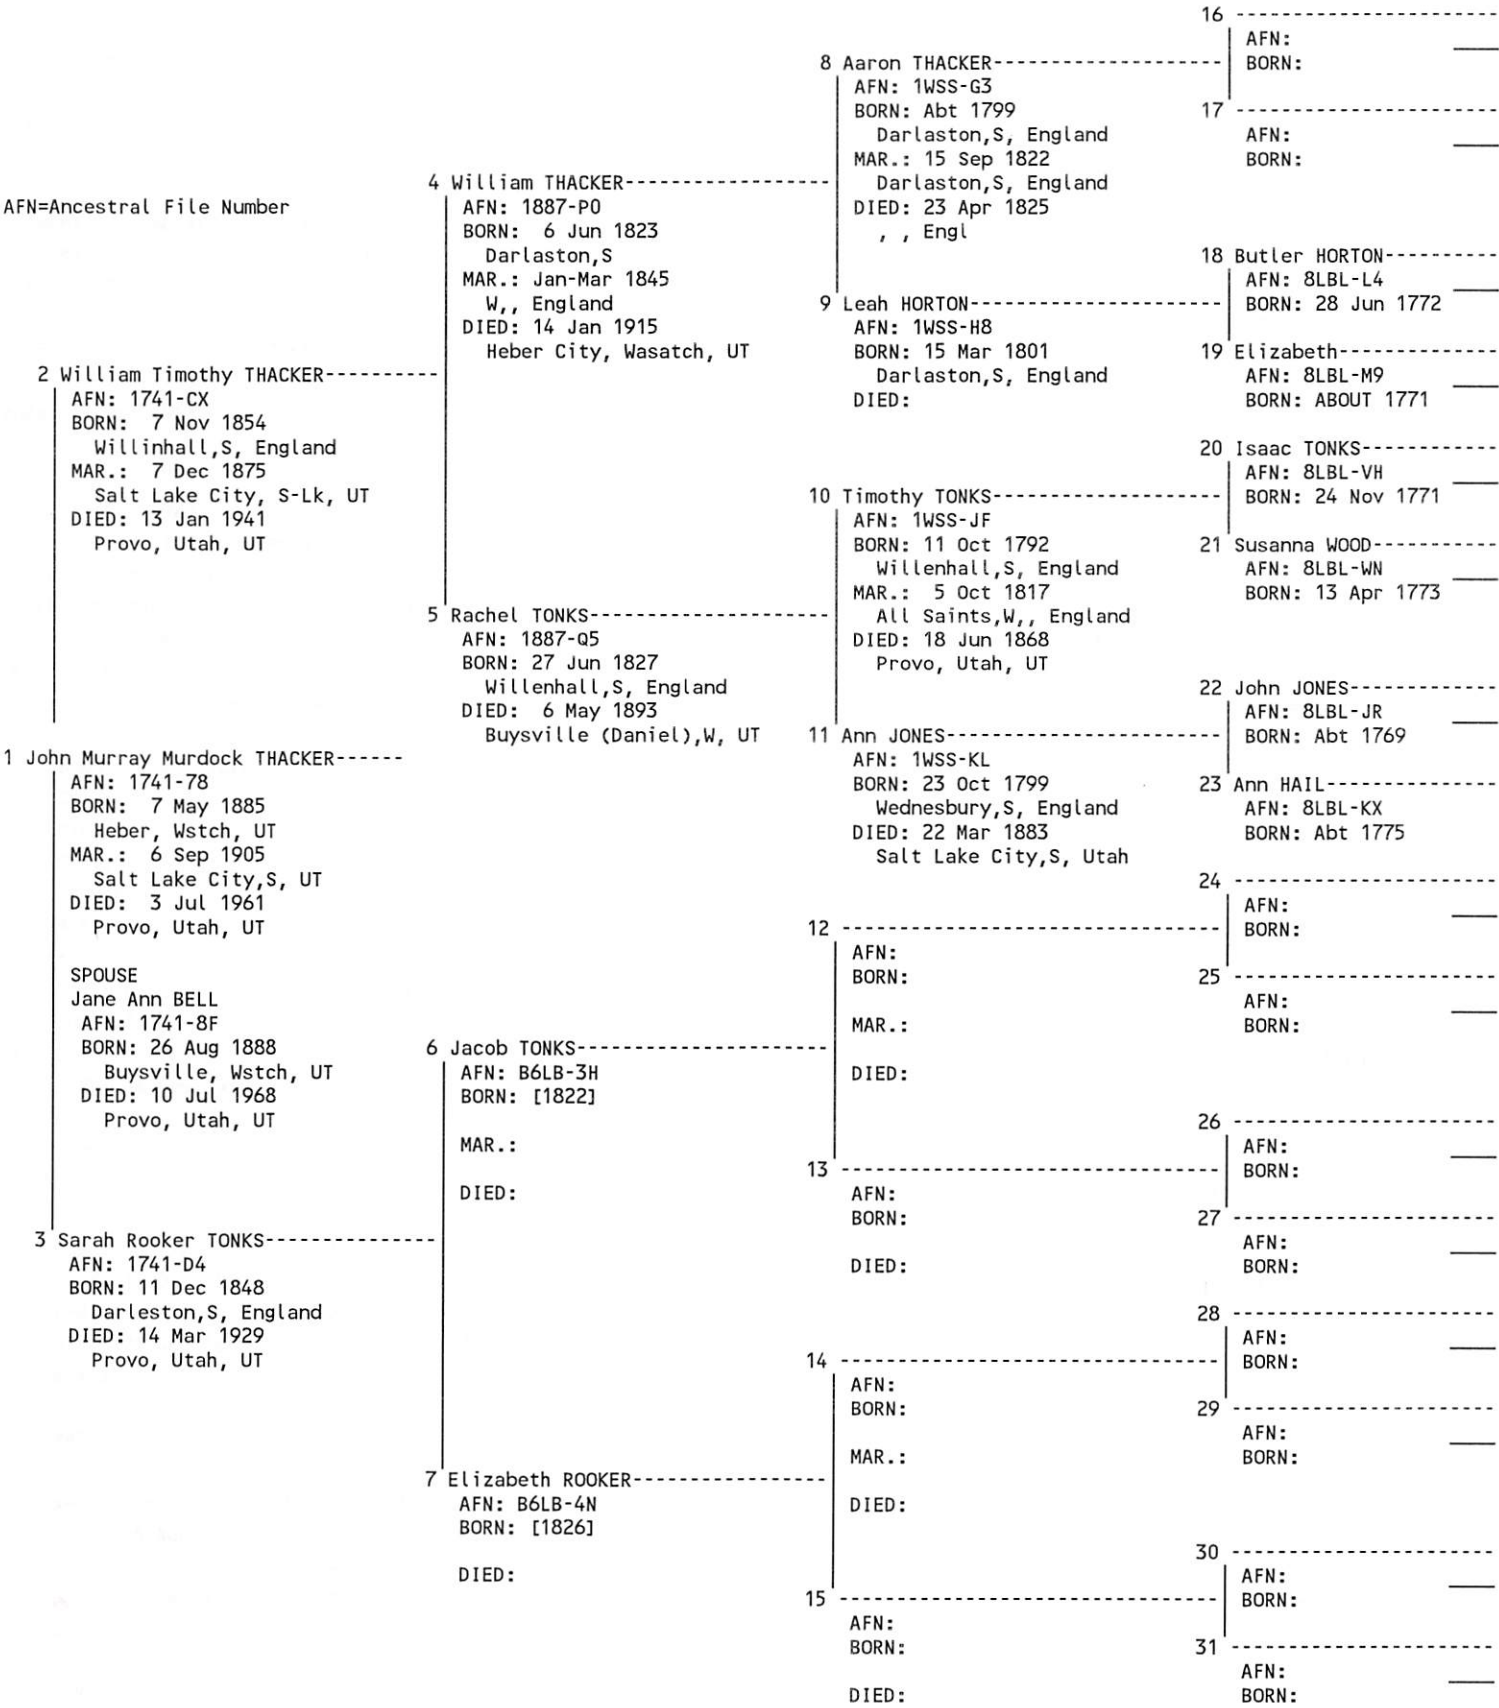 AFN=Ancestral File Number
1 John Murray Murdock THACKER------
AFN: 1741-78
BORN:  7 May 1885
Heber, Wstch, UT
MAR.:  6 Sep 1905
Salt Lake City,S, UT
DIED:  3 Jul 1961
Provo, Utah, UT
SPOUSE
Jane Ann BELL
AFN: 1741-8F
BORN: 26 Aug 1888
Buysville, Wstch, UT
DIED: 10 Jul 1968
Provo, Utah, UT
2 William Timothy THACKER----------
AFN: 1741-CX
BORN:  7 Nov 1854
Willinhall,S, England
MAR.:  7 Dec 1875
Salt Lake City, S-Lk, UT
DIED: 13 Jan 1941
Provo, Utah, UT
3 Sarah Rooker TONKS---------------
AFN: 1741-D4
BORN: 11 Dec 1848
Darleston,S, England
DIED: 14 Mar 1929
Provo, Utah, UT
4 William THACKER------------------
AFN: 1887-P0
BORN:  6 Jun 1823
Darlaston,S
MAR.: Jan-Mar 1845
W,, England
DIED: 14 Jan 1915
Heber City, Wasatch, UT
5 Rachel TONKS---------------------
AFN: 1887-Q5
BORN: 27 Jun 1827
Willenhall,S, England
DIED:  6 May 1893
Buysville (Daniel),W, UT
6 Jacob TONKS----------------------
AFN: B6LB-3H
BORN: [1822]
MAR.:
DIED:
7 Elizabeth ROOKER-----------------
AFN: B6LB-4N
BORN: [1826]
DIED:
8 Aaron THACKER--------------------
AFN: 1WSS-G3
BORN: Abt 1799
Darlaston,S, England
MAR.: 15 Sep 1822
Darlaston,S, England
DIED: 23 Apr 1825
, , Engl
9 Leah HORTON----------------------
AFN: 1WSS-H8
BORN: 15 Mar 1801
Darlaston,S, England
DIED:
10 Timothy TONKS--------------------
AFN: 1WSS-JF
BORN: 11 Oct 1792
Willenhall,S, England
MAR.:  5 Oct 1817
All Saints,W,, England
DIED: 18 Jun 1868
Provo, Utah, UT
11 Ann JONES------------------------
AFN: 1WSS-KL
BORN: 23 Oct 1799
Wednesbury,S, England
DIED: 22 Mar 1883
Salt Lake City,S, Utah
12 ---------------------------------
AFN:
BORN:
MAR.:
DIED:
13 ---------------------------------
AFN:
BORN:
DIED:
14 ---------------------------------
AFN:
BORN:
MAR.:
DIED:
15 ---------------------------------
AFN:
BORN:
DIED:
16 -----------------------
AFN:
BORN:
17 -----------------------
AFN:
BORN:
18 Butler HORTON----------
AFN: 8LBL-L4
BORN: 28 Jun 1772
19 Elizabeth--------------
AFN: 8LBL-M9
BORN: ABOUT 1771
20 Isaac TONKS------------
AFN: 8LBL-VH
BORN: 24 Nov 1771
21 Susanna WOOD-----------
AFN: 8LBL-WN
BORN: 13 Apr 1773
22 John JONES-------------
AFN: 8LBL-JR
BORN: Abt 1769
23 Ann HAIL---------------
AFN: 8LBL-KX
BORN: Abt 1775
24 -----------------------
AFN:
BORN:
25 -----------------------
AFN:
BORN:
26 -----------------------
AFN:
BORN:
27 -----------------------
AFN:
BORN:
28 -----------------------
AFN:
BORN:
29 -----------------------
AFN:
BORN:
30 -----------------------
AFN:
BORN:
31 -----------------------
AFN:
BORN: